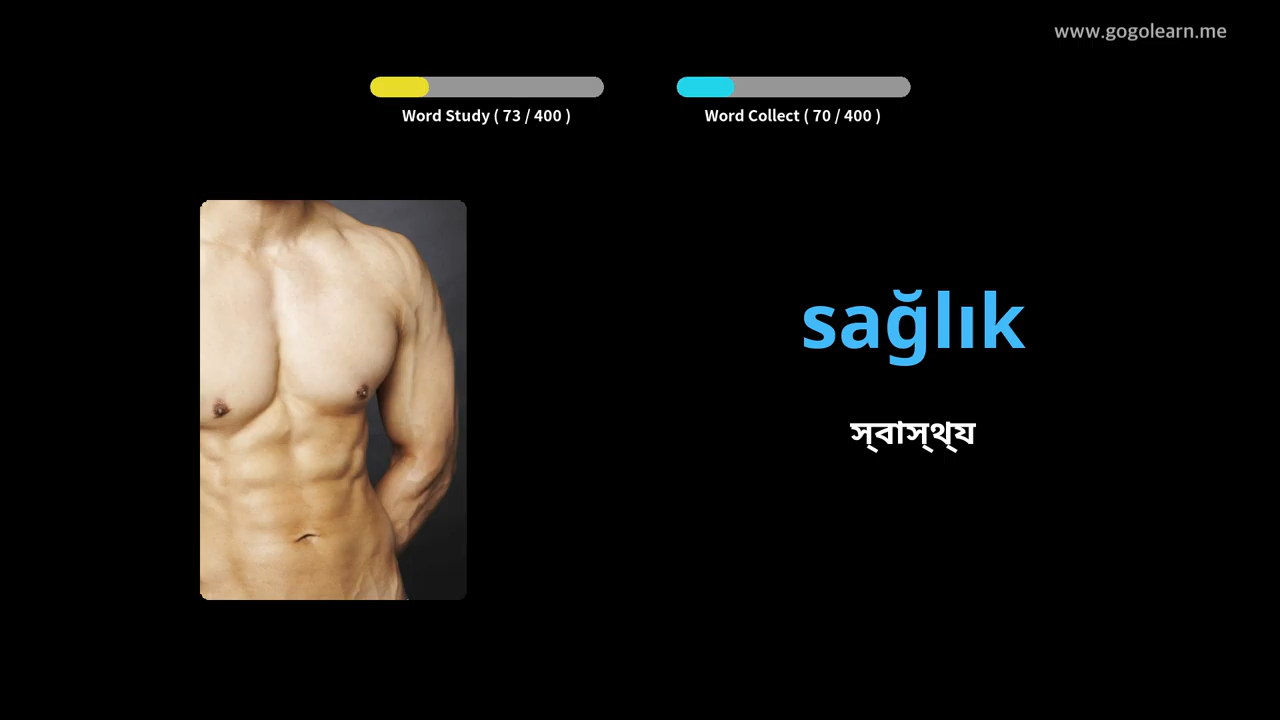 www.gogolearn.me
Word Study ( 73 / 400 )
Word Collect ( 70 / 400 )
sağlık
স্বাস্থ্য